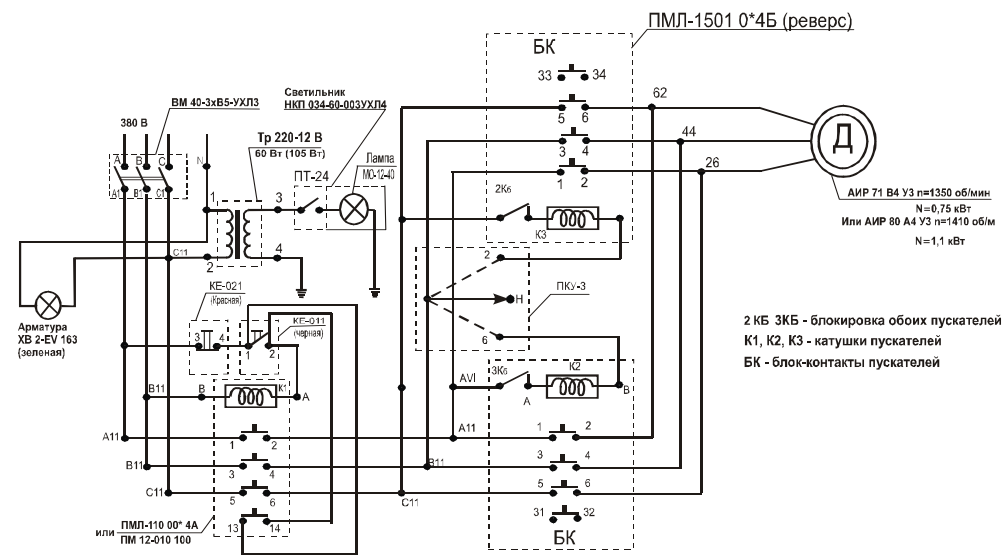 ПМЛ-1501 0*4Б (реверс)
БК
33 34
ВМ 40-3хВ5-УХЛ3
Светильник
НКП 034-60-003УХЛ4
380 В
A B C N
Тр 220-12 В
60 Вт (105 Вт)
Лампа
МО-12-40
ПТ-24
5 6
62
3 4
44
1 2
26
Д
A1 B1 C1
1 3
2 4
C11
2Кб
К3
АИР 71 В4 У3 n=1350 об/мин
N=0,75 кВт
Или АИР 80 А4 У3 n=1410 об/м
N=1,1 кВт
КЕ-021
(Красная)
КЕ-011
(черная)
2
Н
6
ПКУ-3
Арматура
ХВ 2-EV 163
(зеленая)
3 4
1 2
2 КБ 3КБ - блокировка обоих пускателей
К1, К2, К3 - катушки пускателей
БК - блок-контакты пускателей
B11 B К1 A
AVI 3Кб A К2 B
A11 1 2 A11 1 2
B11 3 4 B11 3 4
C11 5 6 C11 5 6
13 14
31 32
БК
или ПМЛ-110 00* 4А
ПМ 12-010 100